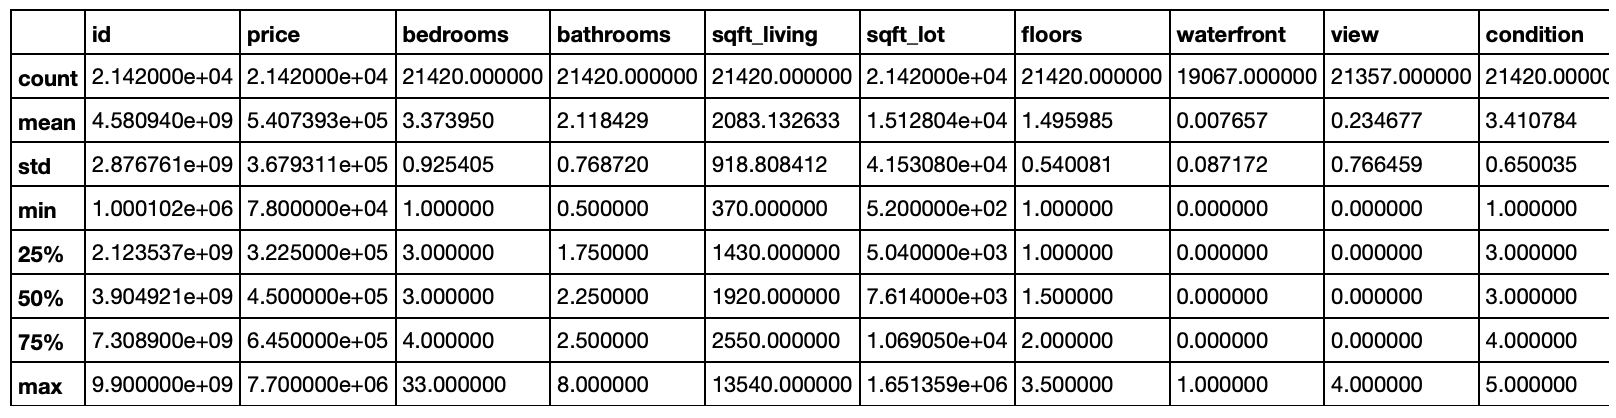 id price bedrooms bathrooms sqft_living sqft_lot floors waterfront view condition
count 2.142000e+04 2.142000e+04 21420.000000 21420.000000 21420.000000 2.142000e+04 21420.000000 19067.000000 21357.000000 21420.00000
mean 4.580940e+09 5.407393e+05 3.373950 2.118429 2083.132633 1.512804e+04 1.495985 0.007657 0.234677 3.410784
std 2.876761e+09 3.679311e+05 0.925405 0.768720 918.808412 4.153080e+04 0.540081 0.087172 0.766459 0.650035
min 1.000102e+06 7.800000e+04 1.000000 0.500000 370.000000 5.200000e+02 1.000000 0.000000 0.000000 1.000000
25% 2.123537e+09 3.225000e+05 3.000000 1.750000 1430.000000 5.040000e+03 1.000000 0.000000 0.000000 3.000000
50% 3.904921e+09 4.500000e+05 3.000000 2.250000 1920.000000 7.614000e+03 1.500000 0.000000 0.000000 3.000000
75% 7.308900e+09 6.450000e+05 4.000000 2.500000 2550.000000 1.069050e+04 2.000000 0.000000 0.000000 4.000000
max 9.900000e+09 7.700000e+06 33.000000 8.000000 13540.000000 1.651359e+06 3.500000 1.000000 4.000000 5.000000